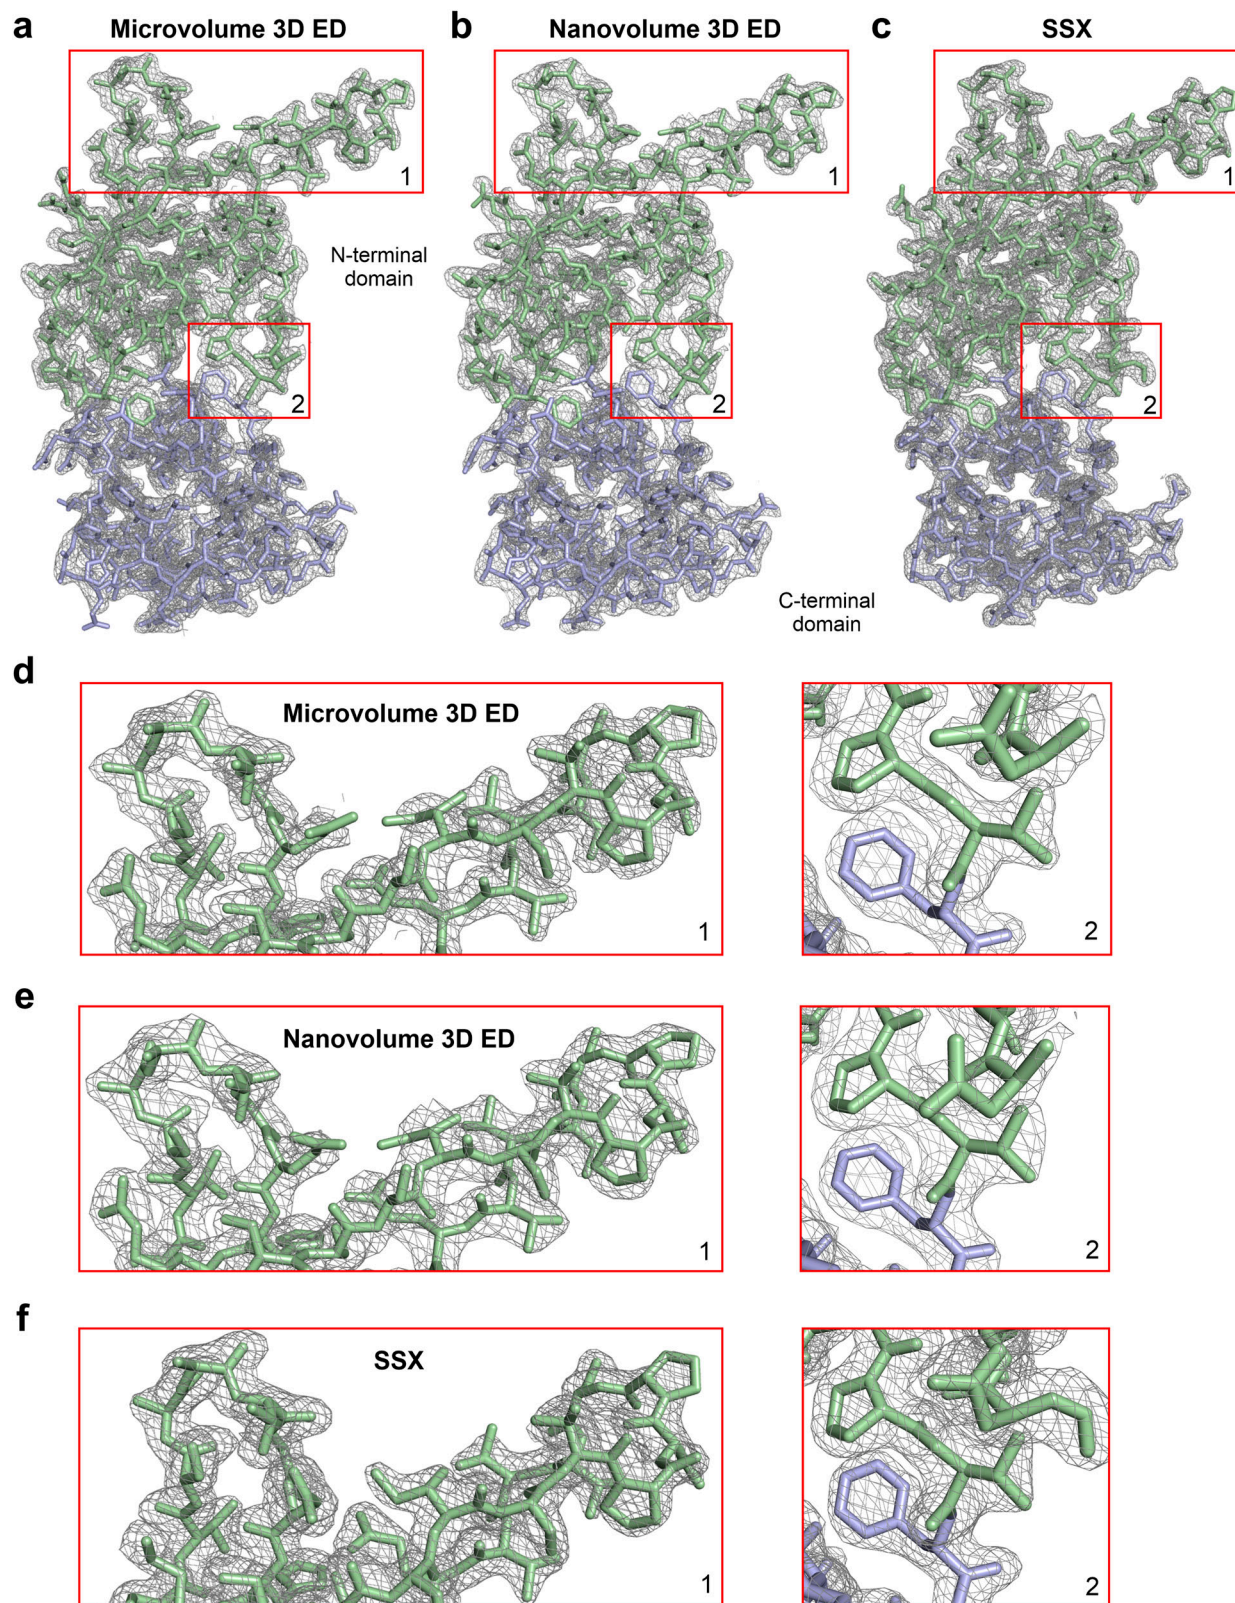 a Microvolume 3D ED
b Nanovolume 3D ED
c SSX
1
1
1
N-terminal
domain
2
2
2
C-terminal
domain
d
Microvolume 3D ED
1
2
e
Nanovolume 3D ED
1
2
f
SSX
1
2